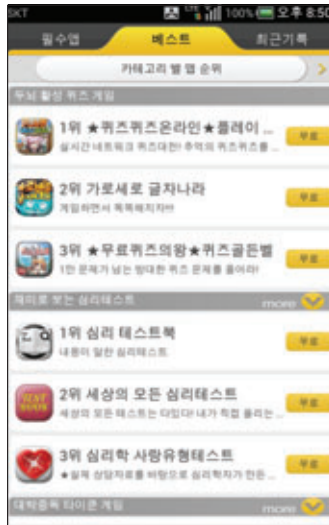 SKT 100% 오후 8:50
필수앱 베스트 최근기록
카테고리 별 앱 순위 >
두뇌 활성 퀴즈 게임
1위 ★퀴즈퀴즈온라인★플레이 ... 무료
실시간 네트워크 퀴즈대전! 추억의 퀴즈퀴즈를 ...
2위 가로세로 글자나라 무료
게임하면서 똑똑해지자!!!
3위 ★무료퀴즈의왕★퀴즈골든벨 무료
1만 문제가 넘는 방대한 퀴즈 문제를 풀어라!
재미로 보는 심리테스트 more
1위 심리 테스트북 무료
내용이 알찬 심리테스트
2위 세상의 모든 심리테스트 무료
세상의 모든 테스트는 다있다! 내가 직접 올리는 ...
3위 심리학 사랑유형테스트 무료
★실제 상담자료를 바탕으로 심리학자가 만든 ...
대박중독 타이쿤 게임 more